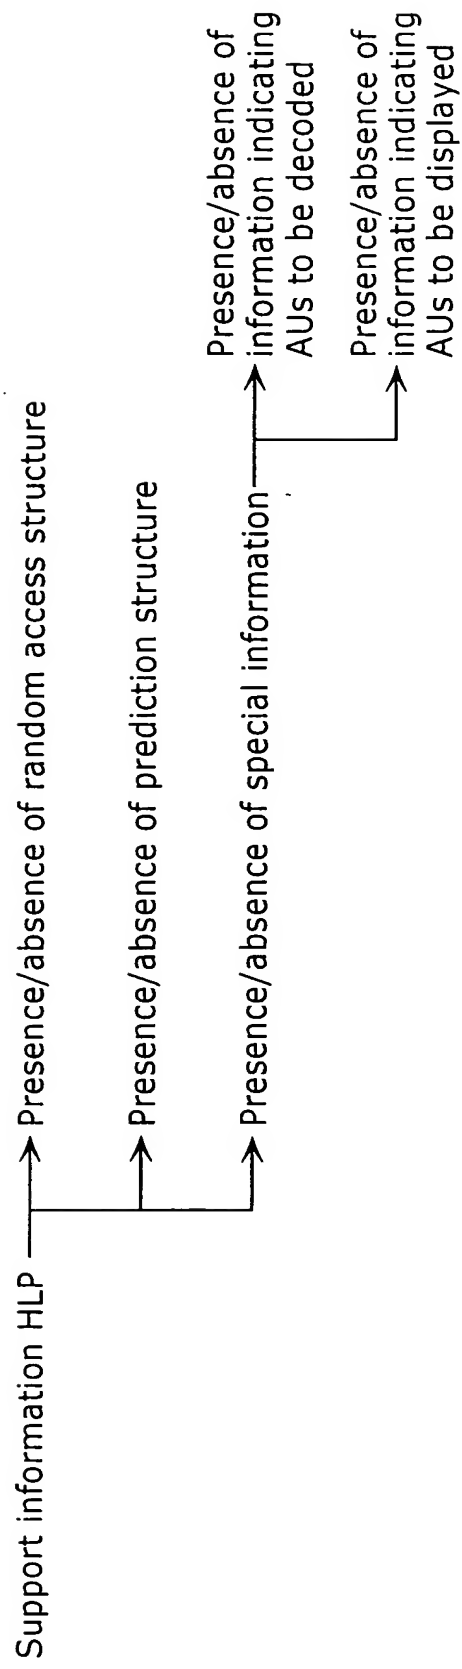 Support information HLP
Presence/absence of random access structure
Presence/absence of prediction structure
Presence/absence of special information
Presence/absence of
information indicating
AUs to be decoded
Presence/absence of
information indicating
AUs to be displayed